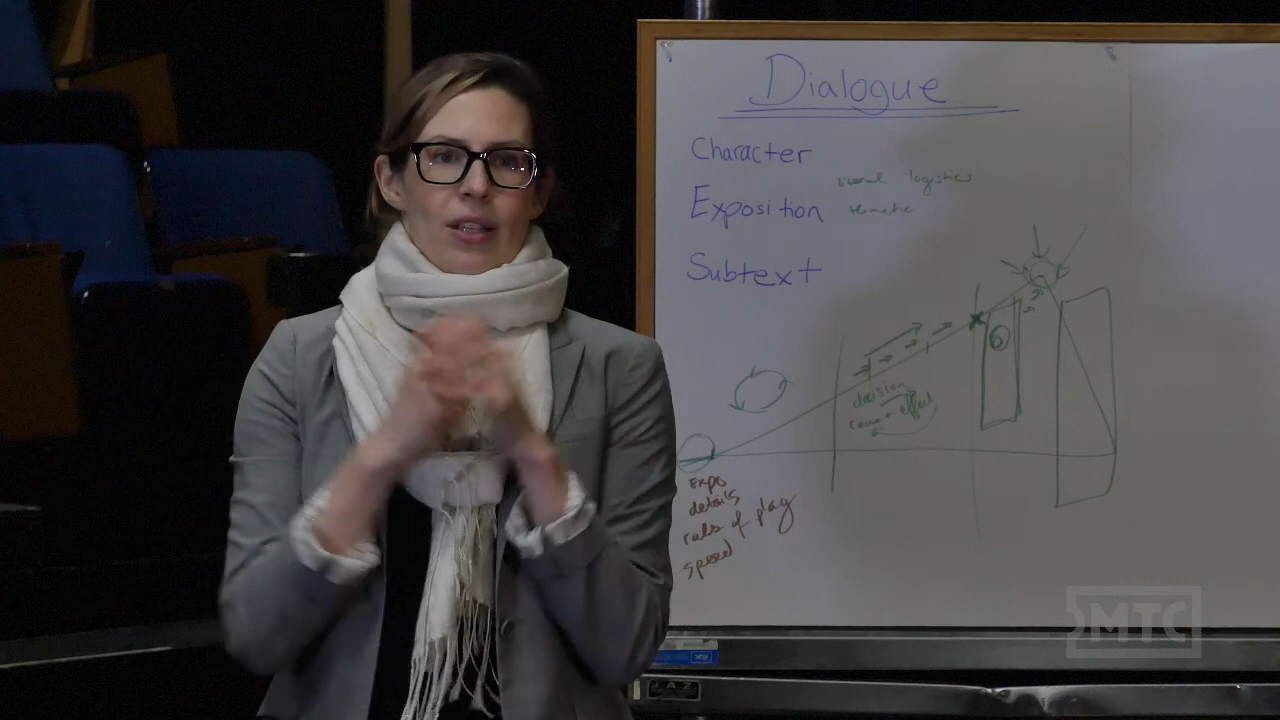 Dialogue
Character
Exposition
literal logistics
thematic
Subtext
6
decision
cause + effect
Expo
details
rules of play
speed
MTC